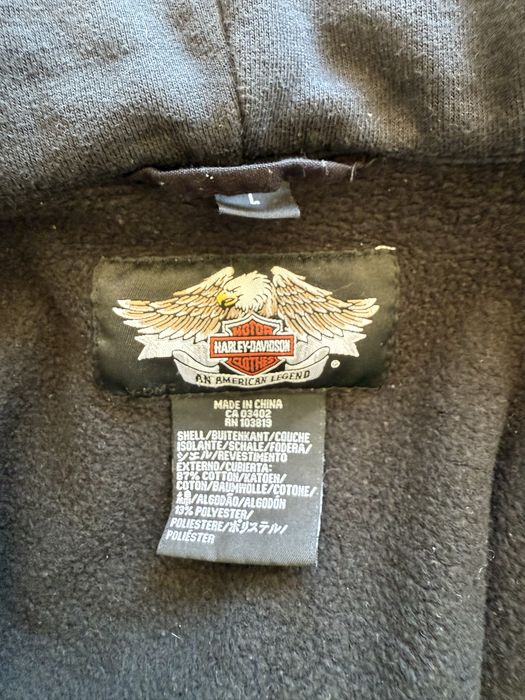 L
MOTOR
HARLEY-DAVIDSON
CLOTHES
AN AMERICAN LEGEND
®
MADE IN CHINA
CA 03402
RN 103819
SHELL/BUITENKANT/COUCHE
ISOLANTE/SCHALE/FODERA/
シェル/REVESTIMENTO
EXTERNO/CUBIERTA:
87% COTTON/KATOEN/
COTON/BAUMWOLLE/COTONE/
綿/ALGODÃO/ALGODÓN
13% POLYESTER/
POLIESTERE/ポリステル/
POLIÉSTER